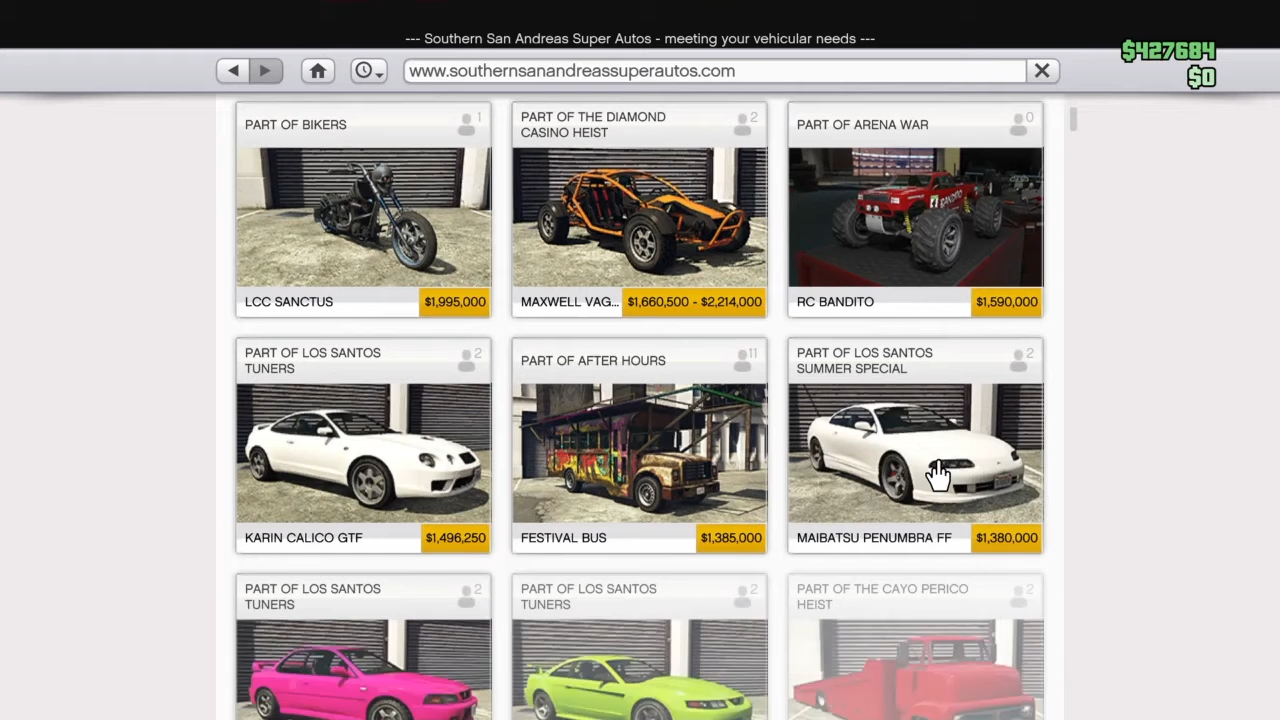 --- Southern San Andreas Super Autos - meeting your vehicular needs ---
$427684
$0
www.southernsanandreassuperautos.com
PART OF BIKERS
1
LCC SANCTUS
$1,995,000
PART OF THE DIAMOND
CASINO HEIST
2
MAXWELL VAG...
$1,660,500 - $2,214,000
PART OF ARENA WAR
0
BANDITO
RC BANDITO
$1,590,000
PART OF LOS SANTOS
TUNERS
2
KARIN CALICO GTF
$1,496,250
PART OF AFTER HOURS
11
FESTIVAL BUS
$1,385,000
PART OF LOS SANTOS
SUMMER SPECIAL
2
MAIBATSU PENUMBRA FF
$1,380,000
PART OF LOS SANTOS
TUNERS
2
PART OF LOS SANTOS
TUNERS
2
PART OF THE CAYO PERICO
HEIST
2